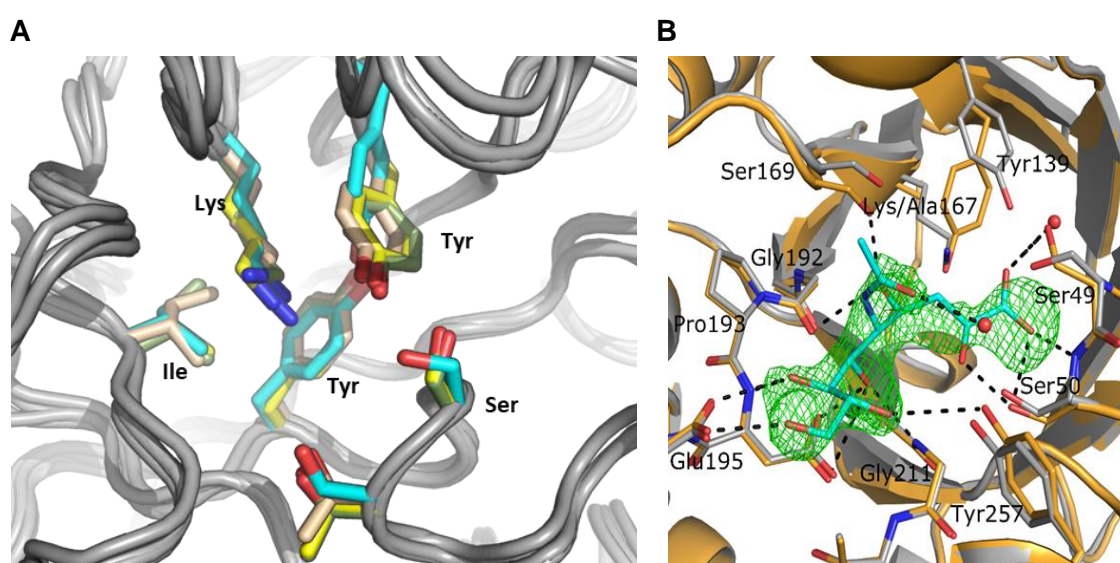 A
B
Lys
Tyr
Ile
Tyr
Ser
Ser169
Tyr139
Lys/Ala167
Gly192
Ser49
Pro193
Ser50
Glu195
Gly211
Tyr257